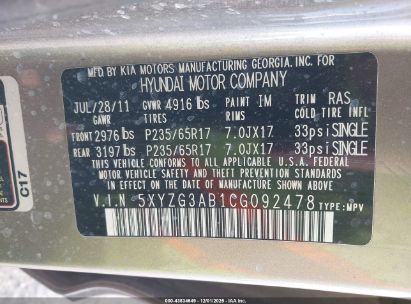 MFD. BY KIA MOTORS MANUFACTURING GEORGIA. INC. FOR
HYUNDAI MOTOR COMPANY
JUL/28/11 GVWR 4916 lbs PAINT IM TRIM RAS
GAWR TIRES RIMS COLD TIRE INF.
FRONT 2976 lbs P235/65R17 7.0JX17 33psi SINGLE
REAR 3197 lbs P235/65R17 7.0JX17 33psi SINGLE
THIS VEHICLE CONFORMS TO ALL APPLICABLE U.S.A. FEDERAL
MOTOR VEHICLE SAFETY AND THEFT PREVENTION STANDARDS
IN EFFECT ON THE DATE OF MANUFACTURE SHOWN ABOVE.
V.I.N 5XYZG3AB1CG092478 TYPE:MPV
C17